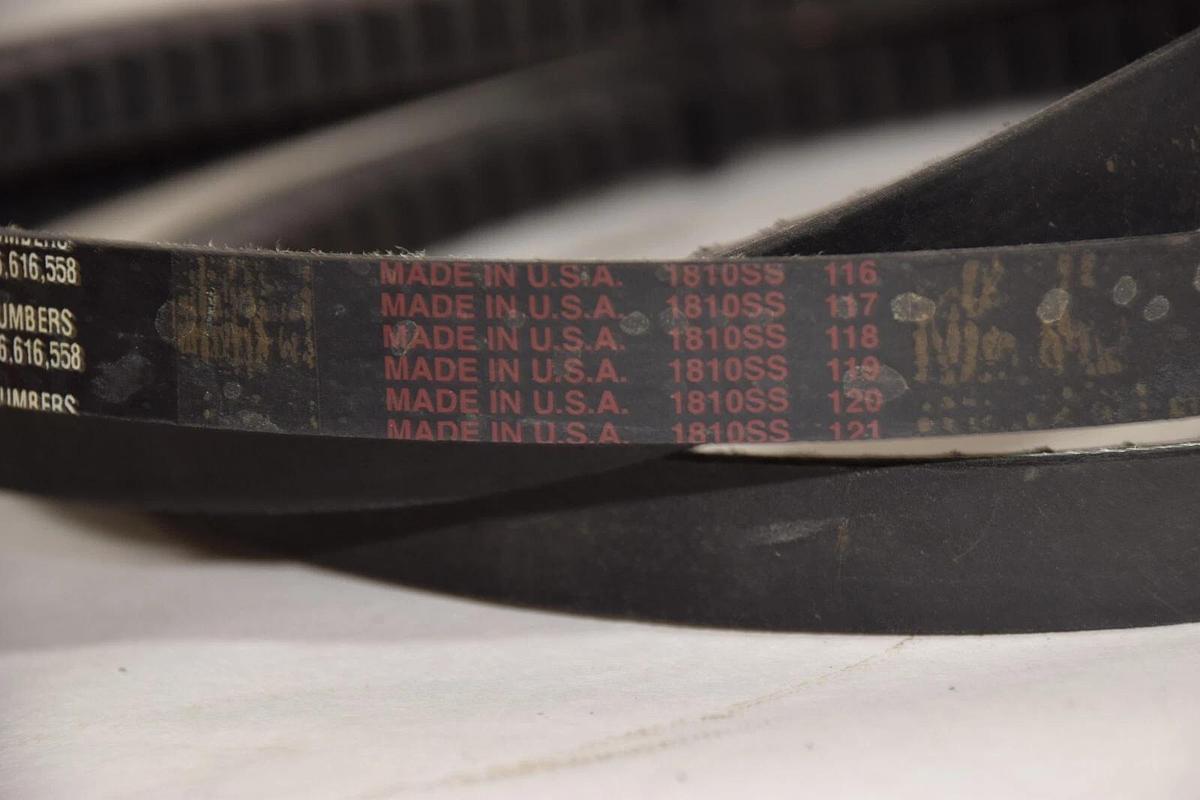 UMBERS
6,616,558
UMBERS
6,616,558
UMBERS
MADE IN U.S.A. 1810SS 116
MADE IN U.S.A. 1810SS 117
MADE IN U.S.A. 1810SS 118
MADE IN U.S.A. 1810SS 119
MADE IN U.S.A. 1810SS 120
MADE IN U.S.A. 1810SS 121